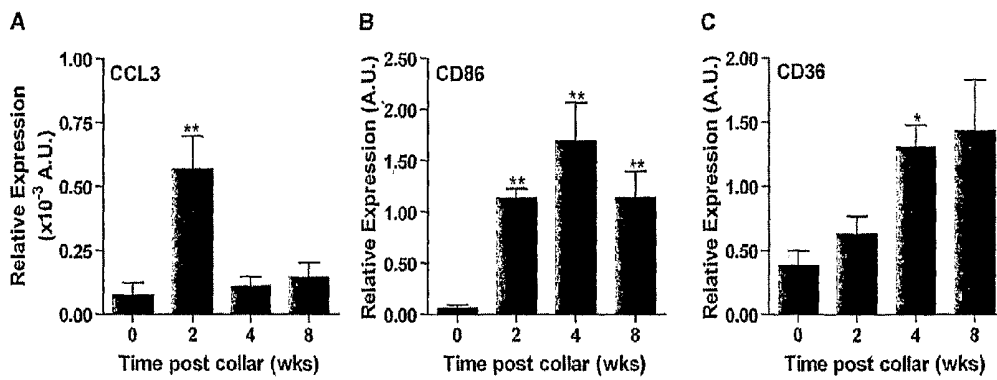 A
CCL3
Relative Expression
(x10⁻³ A.U.)
1.00
0.75
0.50
0.25
0.00
**
0 2 4 8
Time post collar (wks)
B
CD86
Relative Expression (A.U.)
2.50
2.00
1.50
1.00
0.50
0.00
** ** **
0 2 4 8
Time post collar (wks)
C
CD36
Relative Expression (A.U.)
2.00
1.50
1.00
0.50
0.00
*
0 2 4 8
Time post collar (wks)